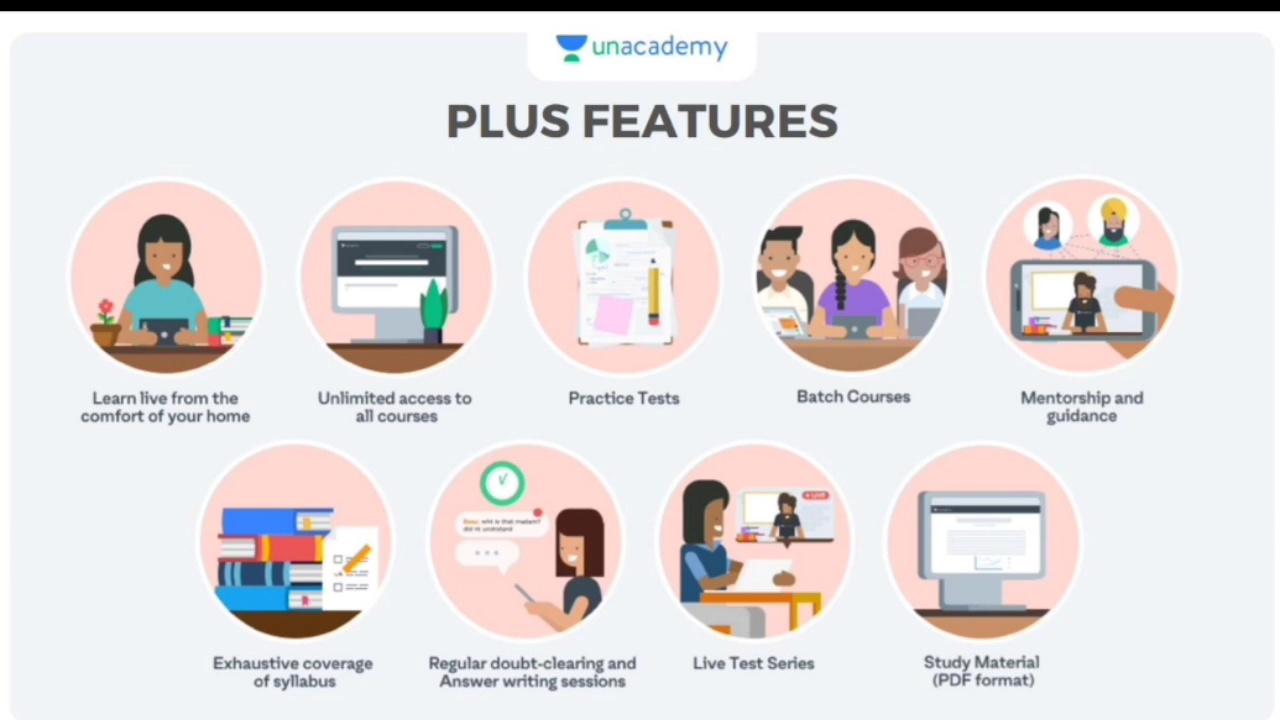 unacademy
PLUS FEATURES
Learn live from the
comfort of your home
Unlimited access to
all courses
Practice Tests
Batch Courses
Mentorship and
guidance
LIVE
Exhaustive coverage
of syllabus
Regular doubt-clearing and
Answer writing sessions
Live Test Series
Study Material
(PDF format)